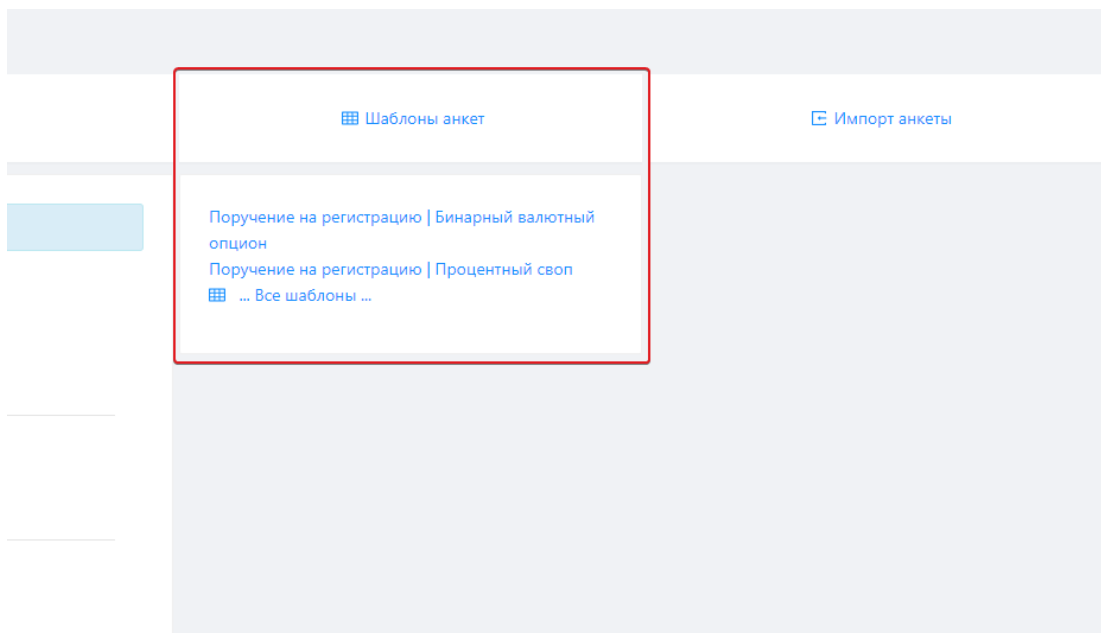 Шаблоны анкет
Импорт анкеты
Поручение на регистрацию | Бинарный валютный
опцион
Поручение на регистрацию | Процентный своп
... Все шаблоны ...